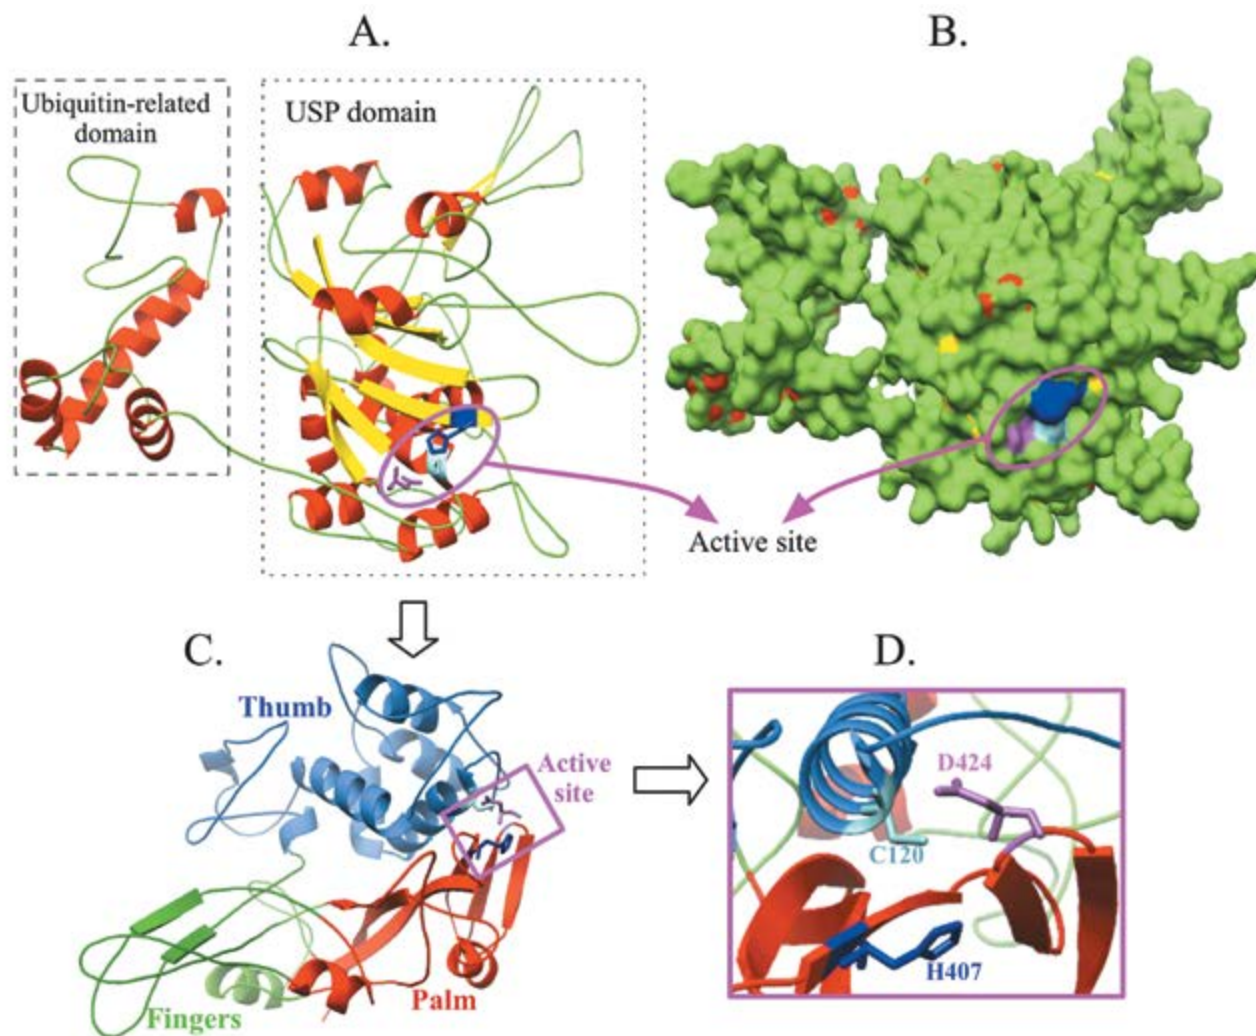 A.
B.
Ubiquitin-related
domain
USP domain
Active site
C.
D.
Thumb
Active
site
Fingers
Palm
D424
C120
H407